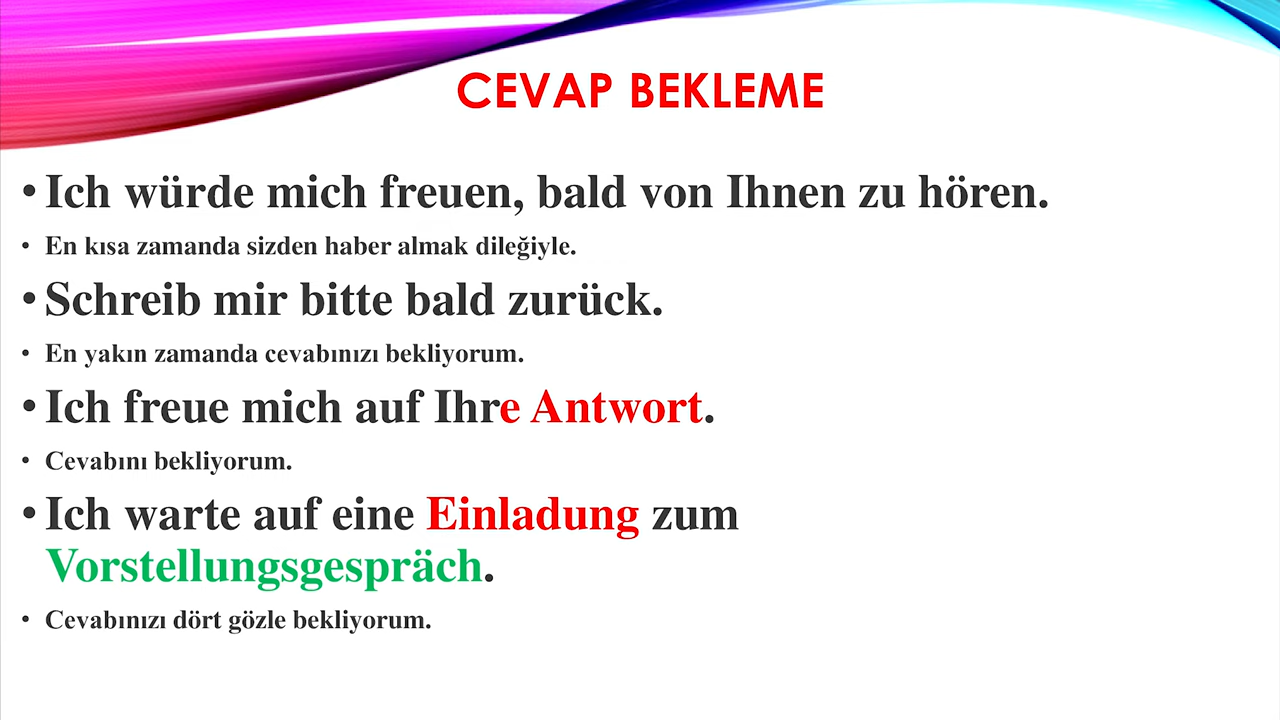 CEVAP BEKLEME
• Ich würde mich freuen, bald von Ihnen zu hören.
• En kısa zamanda sizden haber almak dileğiyle.
• Schreib mir bitte bald zurück.
• En yakın zamanda cevabınızı bekliyorum.
• Ich freue mich auf Ihre Antwort.
• Cevabını bekliyorum.
• Ich warte auf eine Einladung zum
Vorstellungsgespräch.
• Cevabınızı dört gözle bekliyorum.